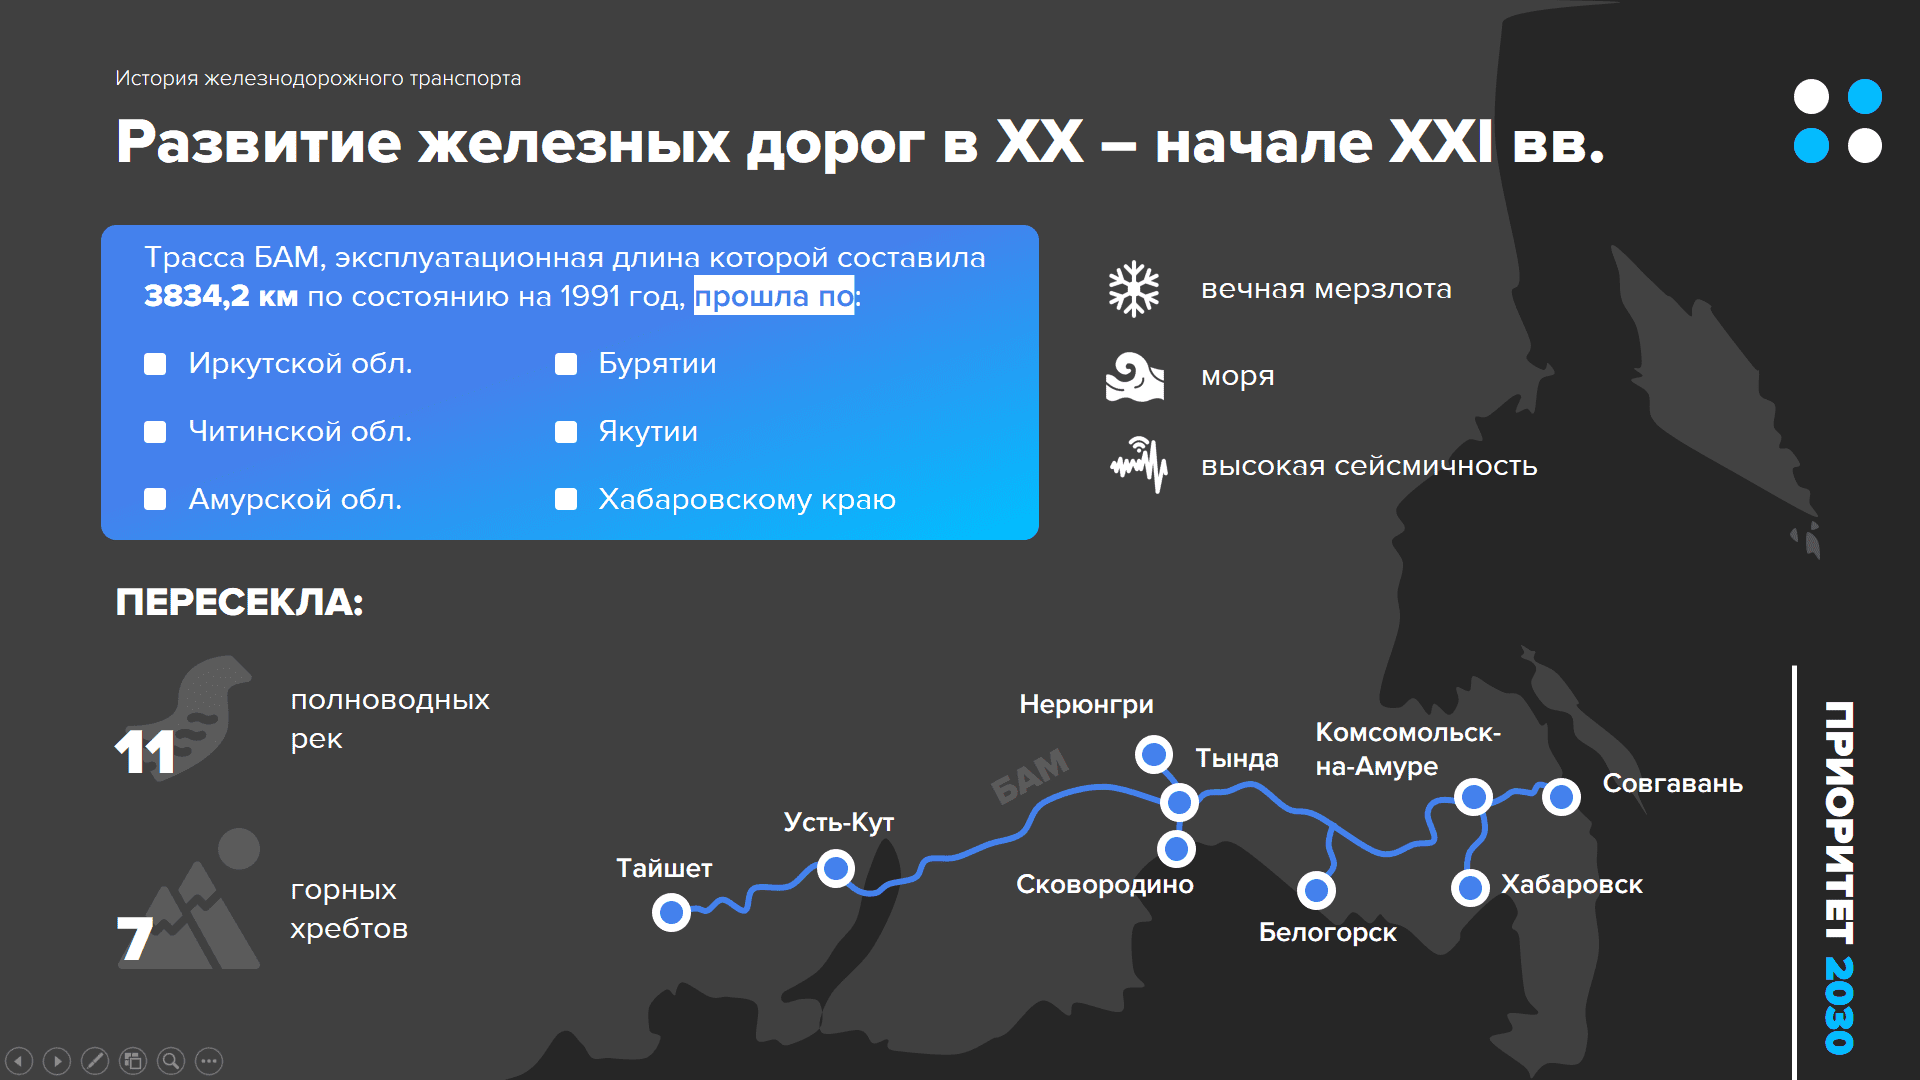 История железнодорожного транспорта
Развитие железных дорог в XX – начале XXI вв.
Трасса БАМ, эксплуатационная длина которой составила
3834,2 км по состоянию на 1991 год, прошла по:
Иркутской обл.
Читинской обл.
Амурской обл.
Бурятии
Якутии
Хабаровскому краю
вечная мерзлота
моря
высокая сейсмичность
ПЕРЕСЕКЛА:
11
полноводных
рек
7
горных
хребтов
Тайшет
Усть-Кут
БАМ
Нерюнгри
Тында
Сковородино
Белогорск
Комсомольск-
на-Амуре
Хабаровск
Совгавань
ПРИОРИТЕТ 2030